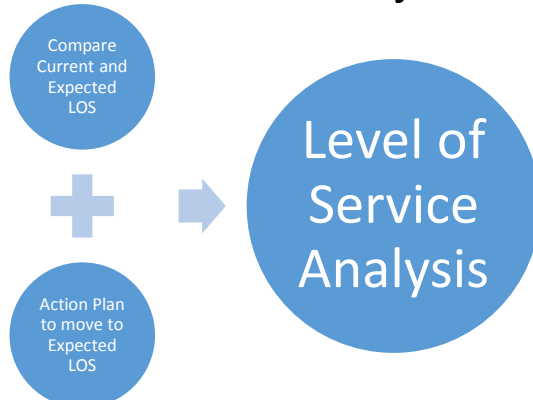 Compare
Current and
Expected
LOS
Level of
Service
Analysis
Action Plan
to move to
Expected
LOS